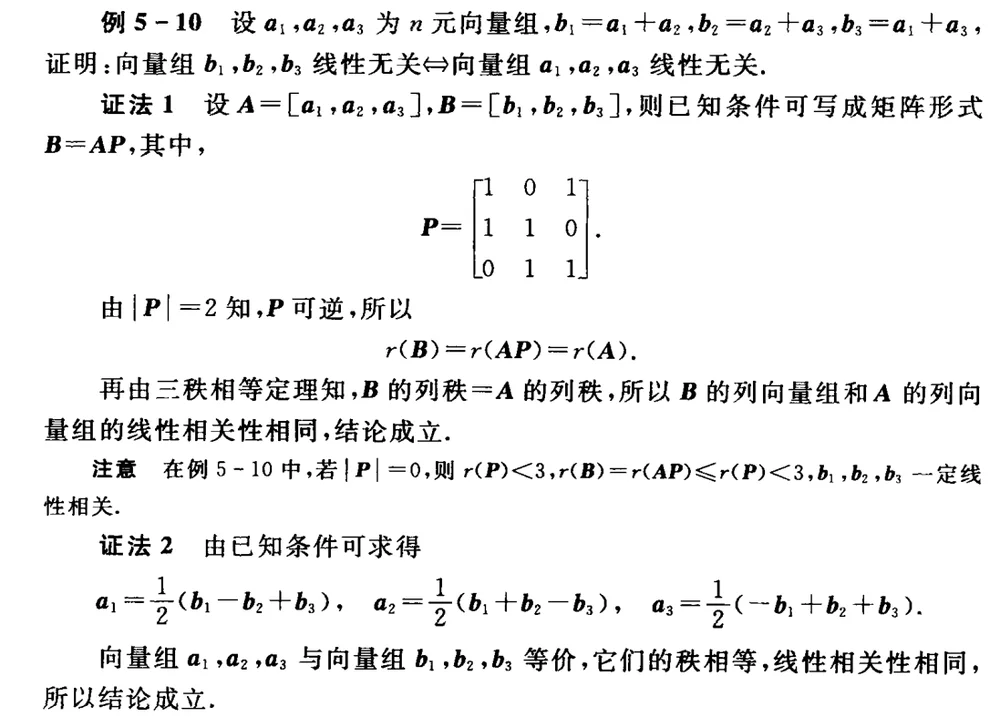 例 5-10 设 a₁,a₂,a₃ 为 n 元向量组,b₁=a₁+a₂,b₂=a₂+a₃,b₃=a₁+a₃,
证明:向量组 b₁,b₂,b₃ 线性无关⇔向量组 a₁,a₂,a₃ 线性无关.
证法 1 设 A=[a₁,a₂,a₃],B=[b₁,b₂,b₃],则已知条件可写成矩阵形式
B=AP,其中,
1 0 1
P= 1 1 0 .
0 1 1
由|P|=2 知,P 可逆,所以
r(B)=r(AP)=r(A).
再由三秩相等定理知,B 的列秩=A 的列秩,所以 B 的列向量组和 A 的列向
量组的线性相关性相同,结论成立.
注意 在例 5-10 中,若|P|=0,则 r(P)<3,r(B)=r(AP)≤r(P)<3,b₁,b₂,b₃ 一定线
性相关.
证法 2 由已知条件可求得
a₁=1/2(b₁-b₂+b₃), a₂=1/2(b₁+b₂-b₃), a₃=1/2(-b₁+b₂+b₃).
向量组 a₁,a₂,a₃ 与向量组 b₁,b₂,b₃ 等价,它们的秩相等,线性相关性相同,
所以结论成立.